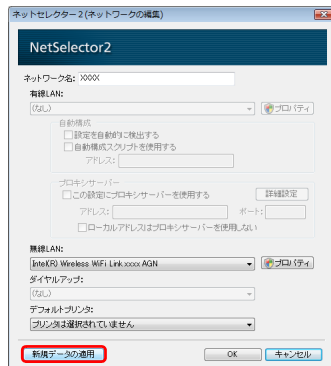 ネットセレクター2(ネットワークの編集)
NetSelector2
ネットワーク名: XXXX
有線LAN:
(なし)
プロパティ
自動構成
設定を自動的に検出する
自動構成スクリプトを使用する
アドレス:
プロキシサーバー
この設定にプロキシサーバーを使用する
詳細設定
アドレス:
ポート:
ローカルアドレスはプロキシサーバーを使用しない
無線LAN:
Intel(R) Wireless WiFi Link xxxx AGN
プロパティ
ダイヤルアップ:
(なし)
デフォルトプリンタ:
プリンタは選択されていません
新規データの適用
OK
キャンセル